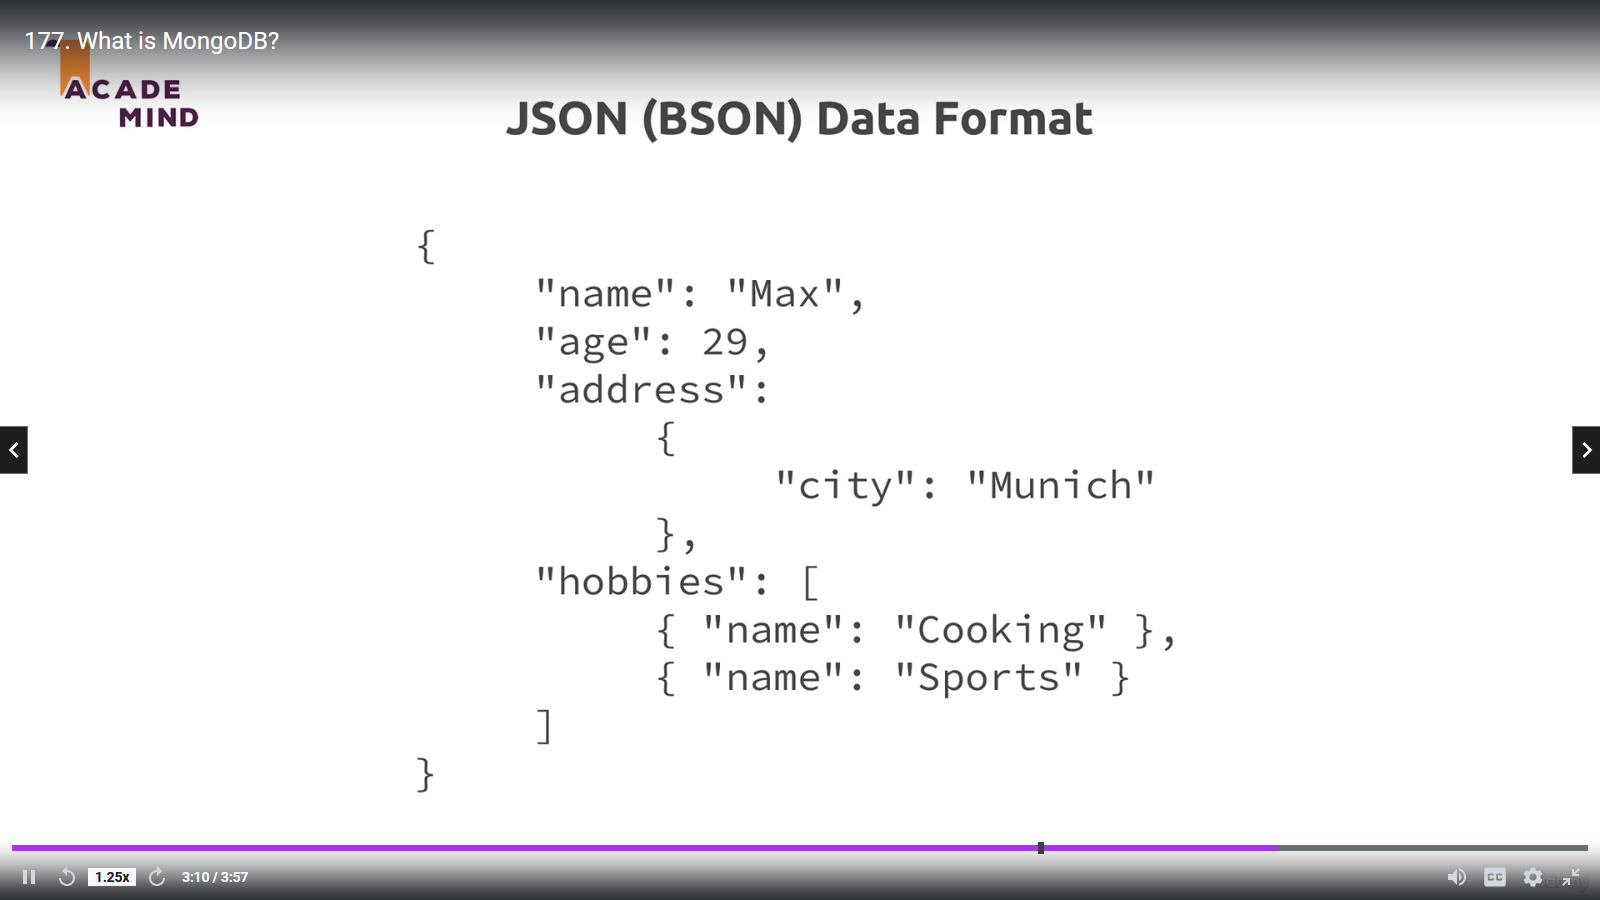 177. What is MongoDB?
ACADE
MIND
JSON (BSON) Data Format
{
"name": "Max",
"age": 29,
"address":
{
"city": "Munich"
},
"hobbies": [
{ "name": "Cooking" },
{ "name": "Sports" }
]
}
1.25x
3:10 / 3:57
CC